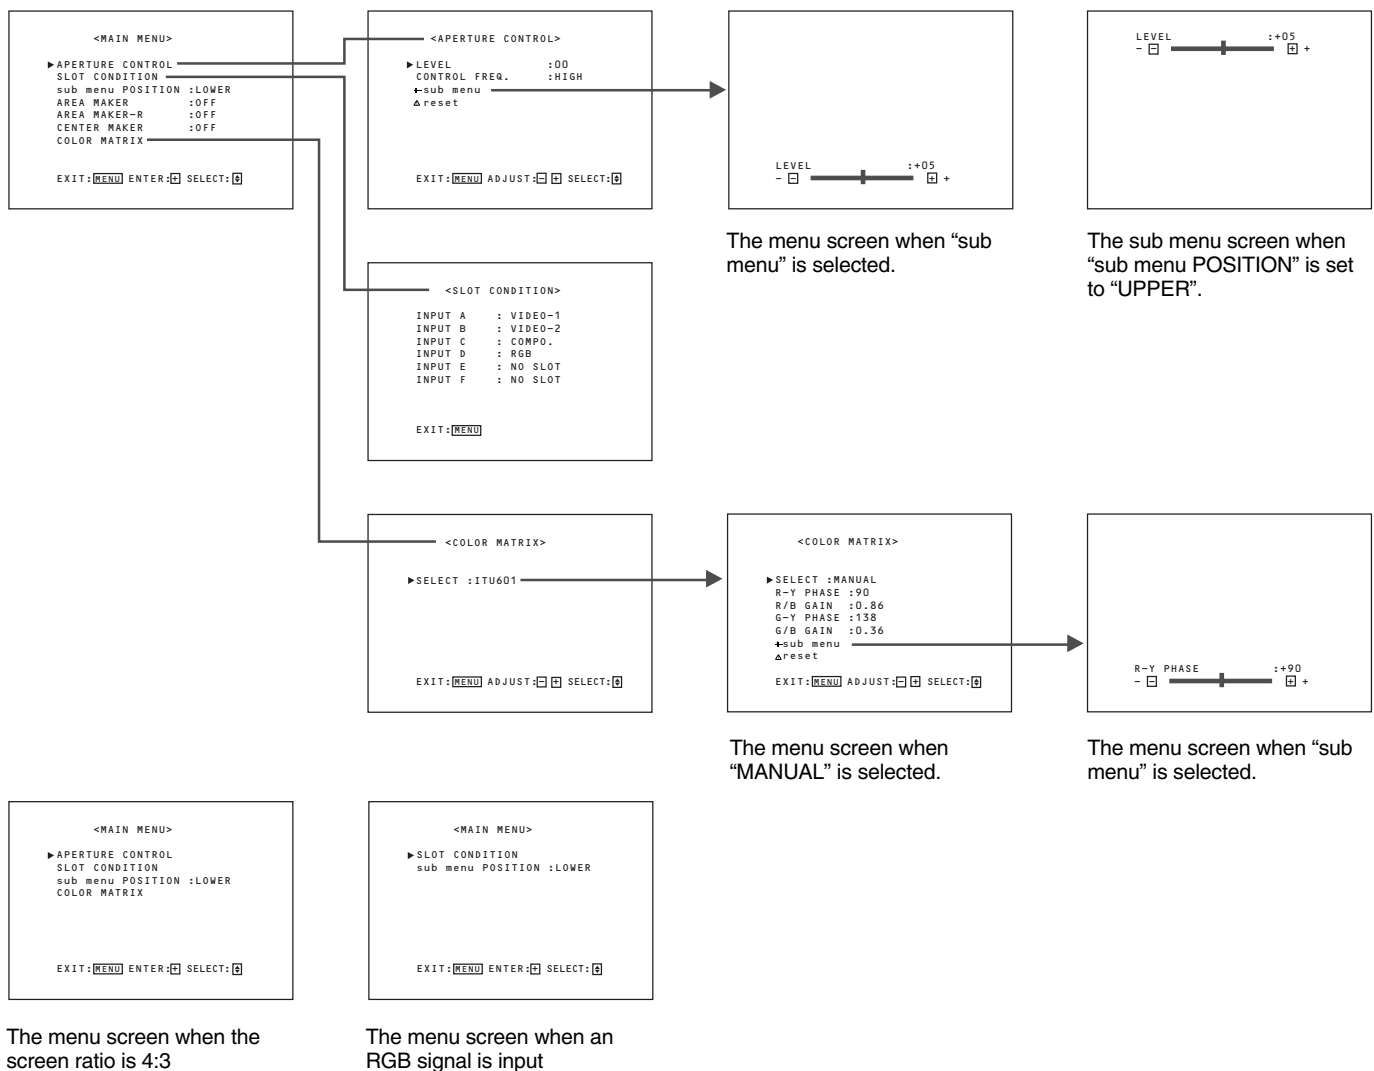 <MAIN MENU>
▶APERTURE CONTROL
SLOT CONDITION
sub menu POSITION :LOWER
AREA MAKER :OFF
AREA MAKER-R :OFF
CENTER MAKER :OFF
COLOR MATRIX
EXIT:MENU ENTER:+ SELECT:
<APERTURE CONTROL>
▶LEVEL :00
CONTROL FREQ. :HIGH
+sub menu
△reset
EXIT:MENU ADJUST:- + SELECT:
LEVEL :+05
- - + +
The menu screen when “sub
menu” is selected.
LEVEL :+05
- - + +
The sub menu screen when
“sub menu POSITION” is set
to “UPPER”.
<SLOT CONDITION>
INPUT A : VIDEO-1
INPUT B : VIDEO-2
INPUT C : COMPO.
INPUT D : RGB
INPUT E : NO SLOT
INPUT F : NO SLOT
EXIT:MENU
<COLOR MATRIX>
▶SELECT :ITU601
EXIT:MENU ADJUST:- + SELECT:
<COLOR MATRIX>
▶SELECT :MANUAL
R-Y PHASE :90
R/B GAIN :0.86
G-Y PHASE :138
G/B GAIN :0.36
+sub menu
△reset
EXIT:MENU ADJUST:- + SELECT:
The menu screen when
“MANUAL” is selected.
R-Y PHASE :+90
- - + +
The menu screen when “sub
menu” is selected.
<MAIN MENU>
▶APERTURE CONTROL
SLOT CONDITION
sub menu POSITION :LOWER
COLOR MATRIX
EXIT:MENU ENTER:+ SELECT:
The menu screen when the
screen ratio is 4:3
<MAIN MENU>
▶SLOT CONDITION
sub menu POSITION :LOWER
EXIT:MENU ENTER:+ SELECT:
The menu screen when an
RGB signal is input